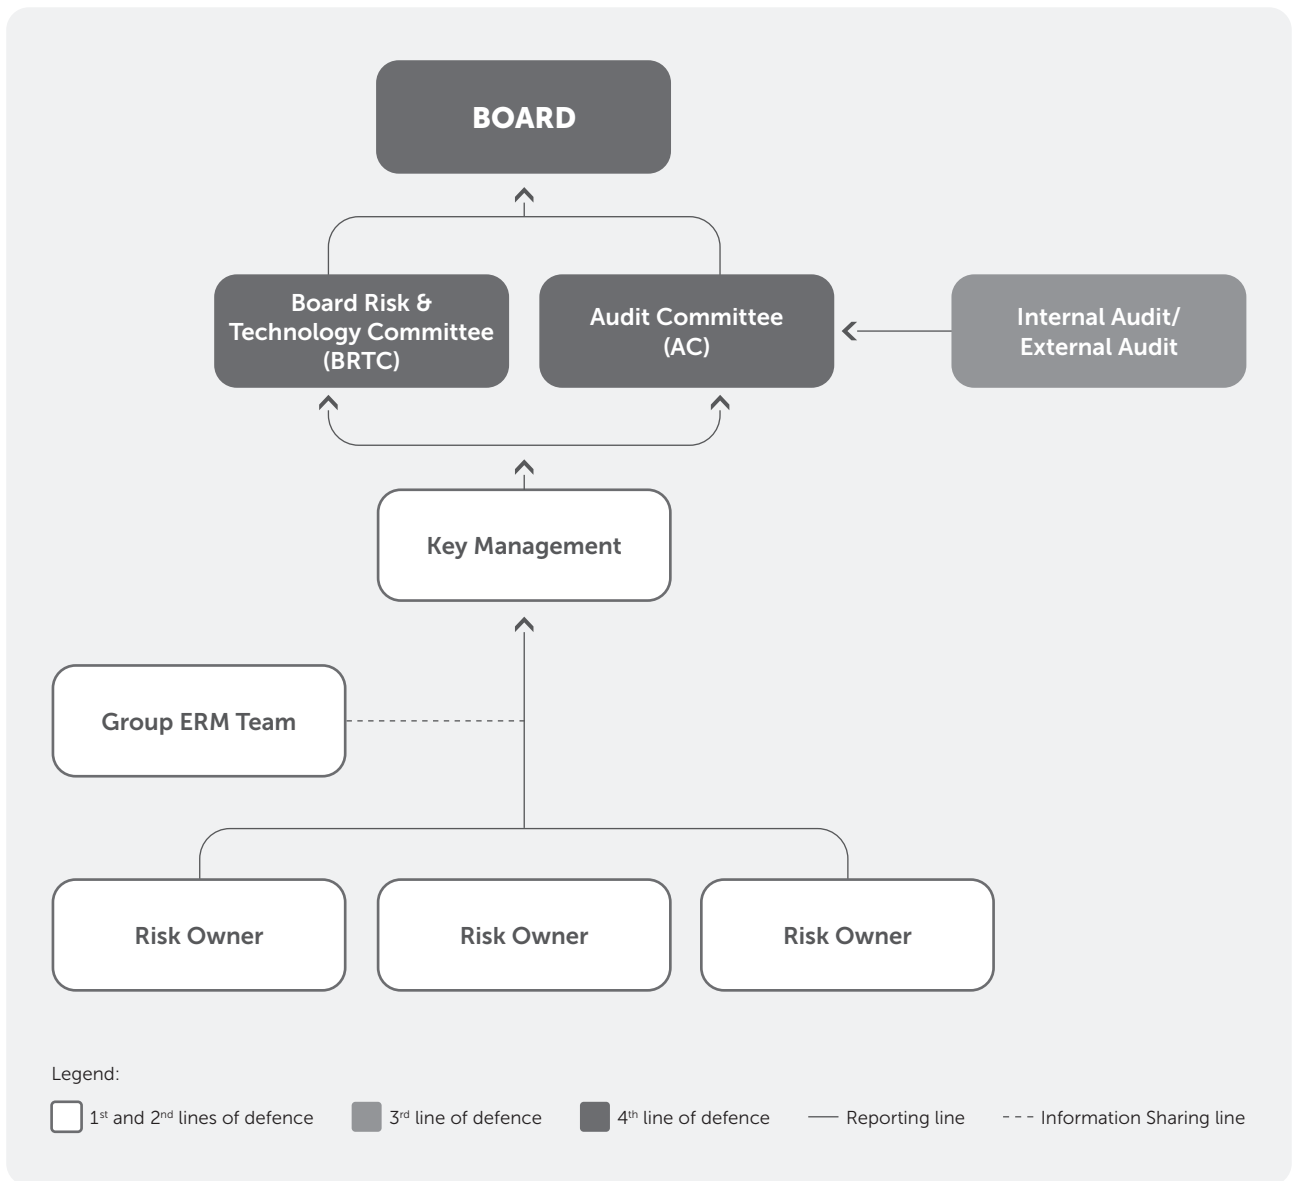 BOARD
Board Risk &
Technology Committee
(BRTC)
Audit Committee
(AC)
Internal Audit/
External Audit
Key Management
Group ERM Team
Risk Owner
Risk Owner
Risk Owner
Legend:
1st and 2nd lines of defence
3rd line of defence
4th line of defence
Reporting line
Information Sharing line